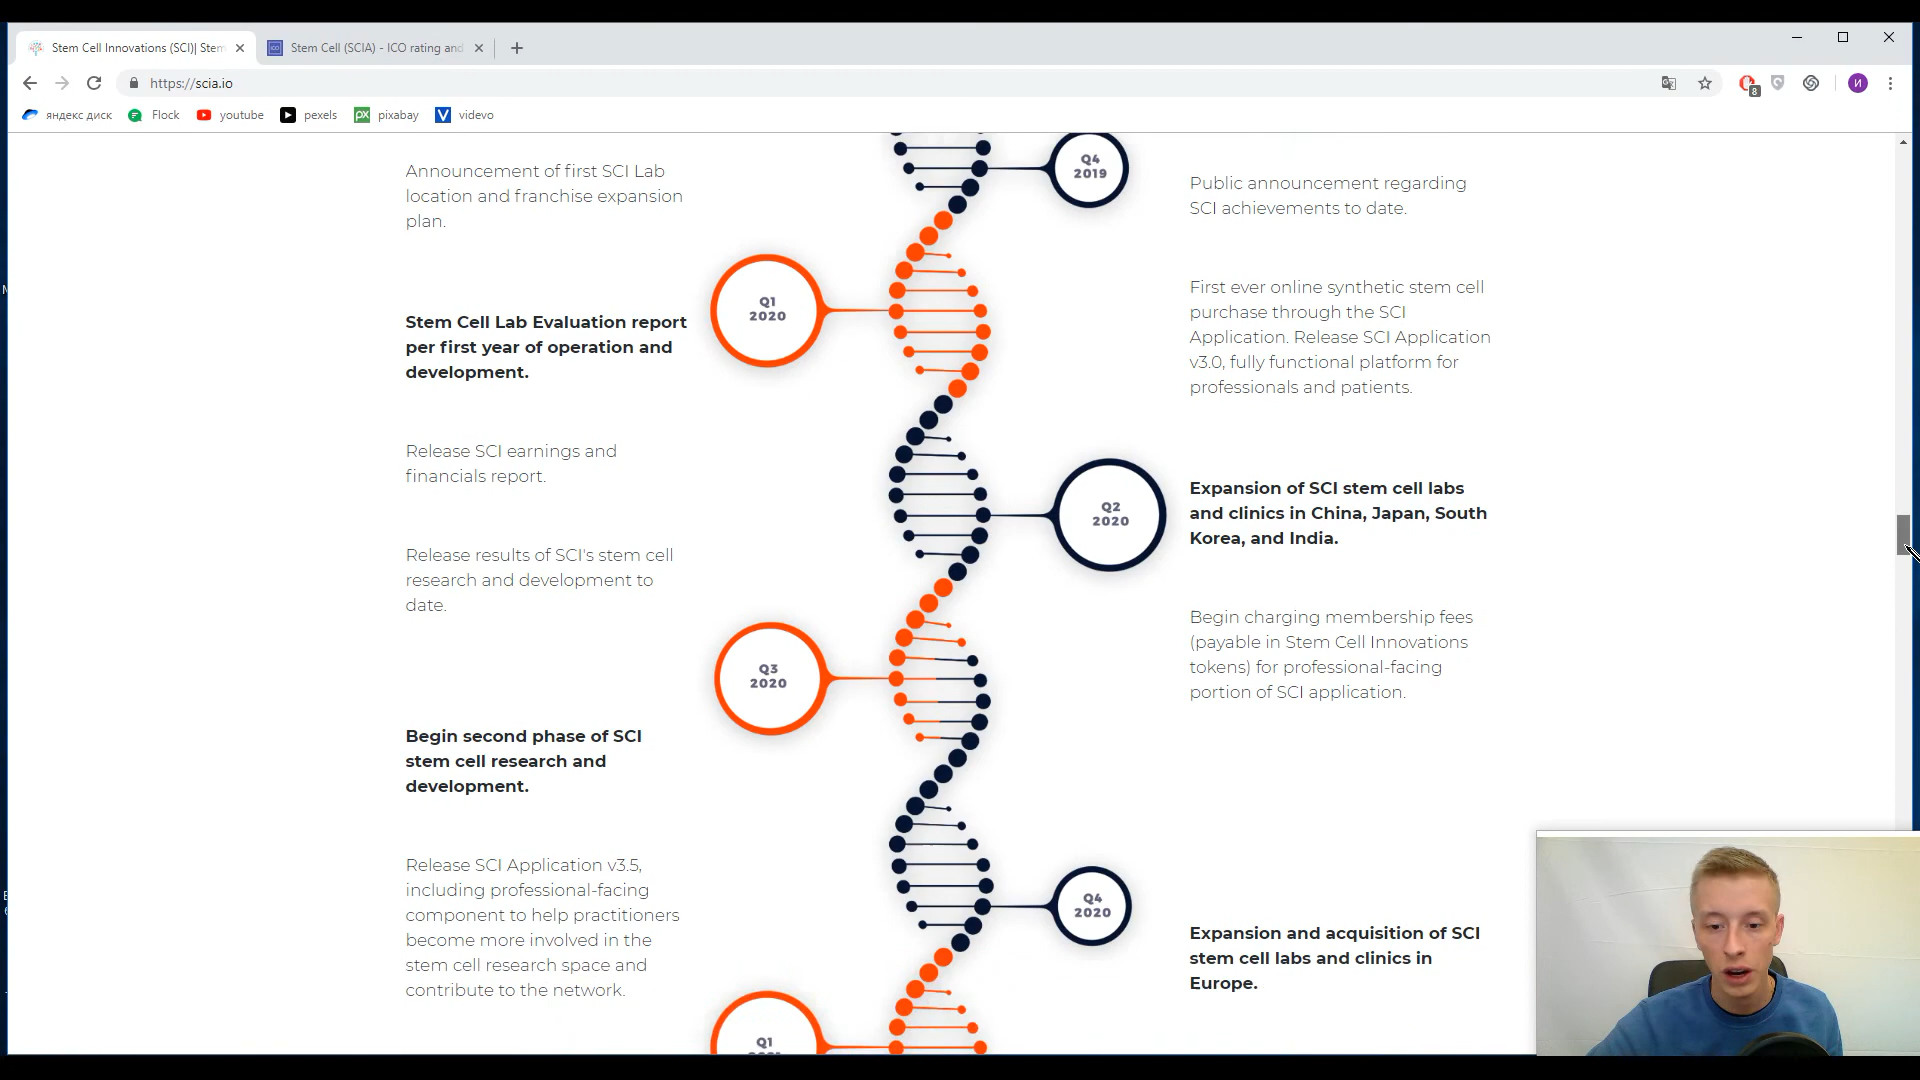 Stem Cell Innovations (SCI)| Stem
Stem Cell (SCIA) - ICO rating and
https://scia.io
8
И
яндекс диск
Flock
youtube
px
pexels
pixabay
V
videvo
Announcement of first SCI Lab
location and franchise expansion
plan.
Q4
2019
Public announcement regarding
SCI achievements to date.
Q1
2020
Stem Cell Lab Evaluation report
per first year of operation and
development.
First ever online synthetic stem cell
purchase through the SCI
Application. Release SCI Application
v3.0, fully functional platform for
professionals and patients.
Release SCI earnings and
financials report.
Q2
2020
Expansion of SCI stem cell labs
and clinics in China, Japan, South
Korea, and India.
Release results of SCI's stem cell
research and development to
date.
Begin charging membership fees
(payable in Stem Cell Innovations
tokens) for professional-facing
portion of SCI application.
Q3
2020
Begin second phase of SCI
stem cell research and
development.
Release SCI Application v3.5,
including professional-facing
component to help practitioners
become more involved in the
stem cell research space and
contribute to the network.
Q4
2020
Expansion and acquisition of SCI
stem cell labs and clinics in
Europe.
Q1